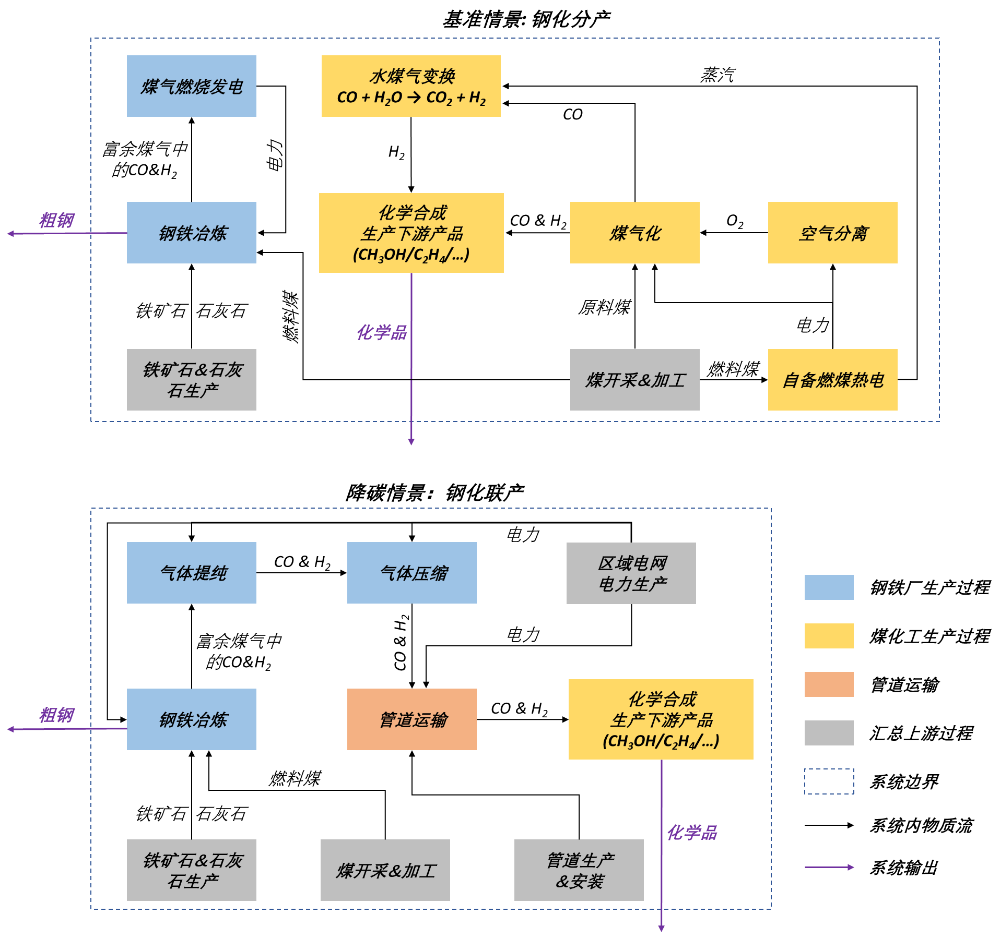 基准情景: 钢化分产
煤气燃烧发电
水煤气变换
CO + H₂O → CO₂ + H₂
蒸汽
CO
富余煤气中
的CO&H₂
电力
H₂
粗钢
钢铁冶炼
化学合成
生产下游产品
(CH₃OH/C₂H₄/…)
CO & H₂
煤气化
O₂
空气分离
铁矿石
石灰石
燃料煤
化学品
原料煤
电力
铁矿石&石灰
石生产
煤开采&加工
燃料煤
自备燃煤热电
降碳情景：钢化联产
电力
气体提纯
CO & H₂
气体压缩
区域电网
电力生产
富余煤气中
的CO&H₂
CO & H₂
电力
粗钢
钢铁冶炼
管道运输
CO & H₂
化学合成
生产下游产品
(CH₃OH/C₂H₄/…)
燃料煤
铁矿石
石灰石
化学品
铁矿石&石灰
石生产
煤开采&加工
管道生产
&安装
钢铁厂生产过程
煤化工生产过程
管道运输
汇总上游过程
系统边界
系统内物质流
系统输出